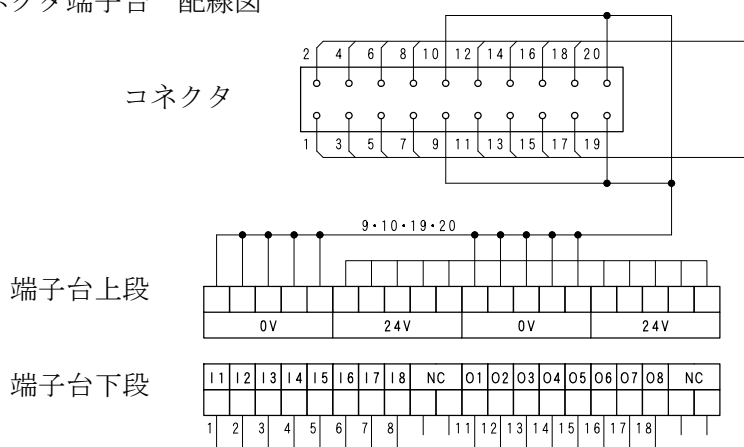 クタ端子台 配線図
2 4 6 8 10 12 14 16 18 20
コネクタ
1 3 5 7 9 11 13 15 17 19
9・10・19・20
端子台上段
0V 24V 0V 24V
端子台下段
I1 I2 I3 I4 I5 I6 I7 I8 NC O1 O2 O3 O4 O5 O6 O7 O8 NC
1 2 3 4 5 6 7 8 11 12 13 14 15 16 17 18